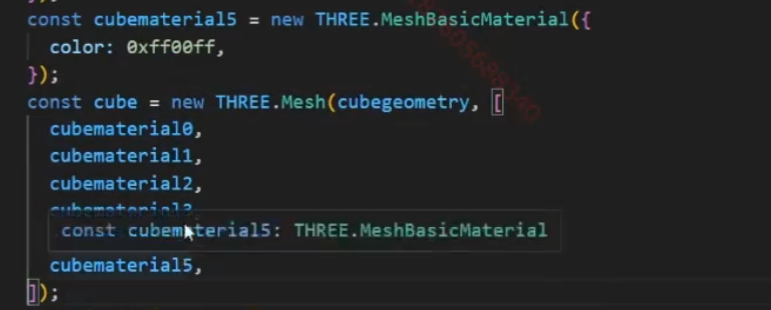 });
const cubematerial5 = new THREE.MeshBasicMaterial({
color: 0xff00ff,
});
const cube = new THREE.Mesh(cubegeometry, [
cubematerial0,
cubematerial1,
cubematerial2,
cubematerial3,
const cubematerial5: THREE.MeshBasicMaterial
cubematerial5,
]);